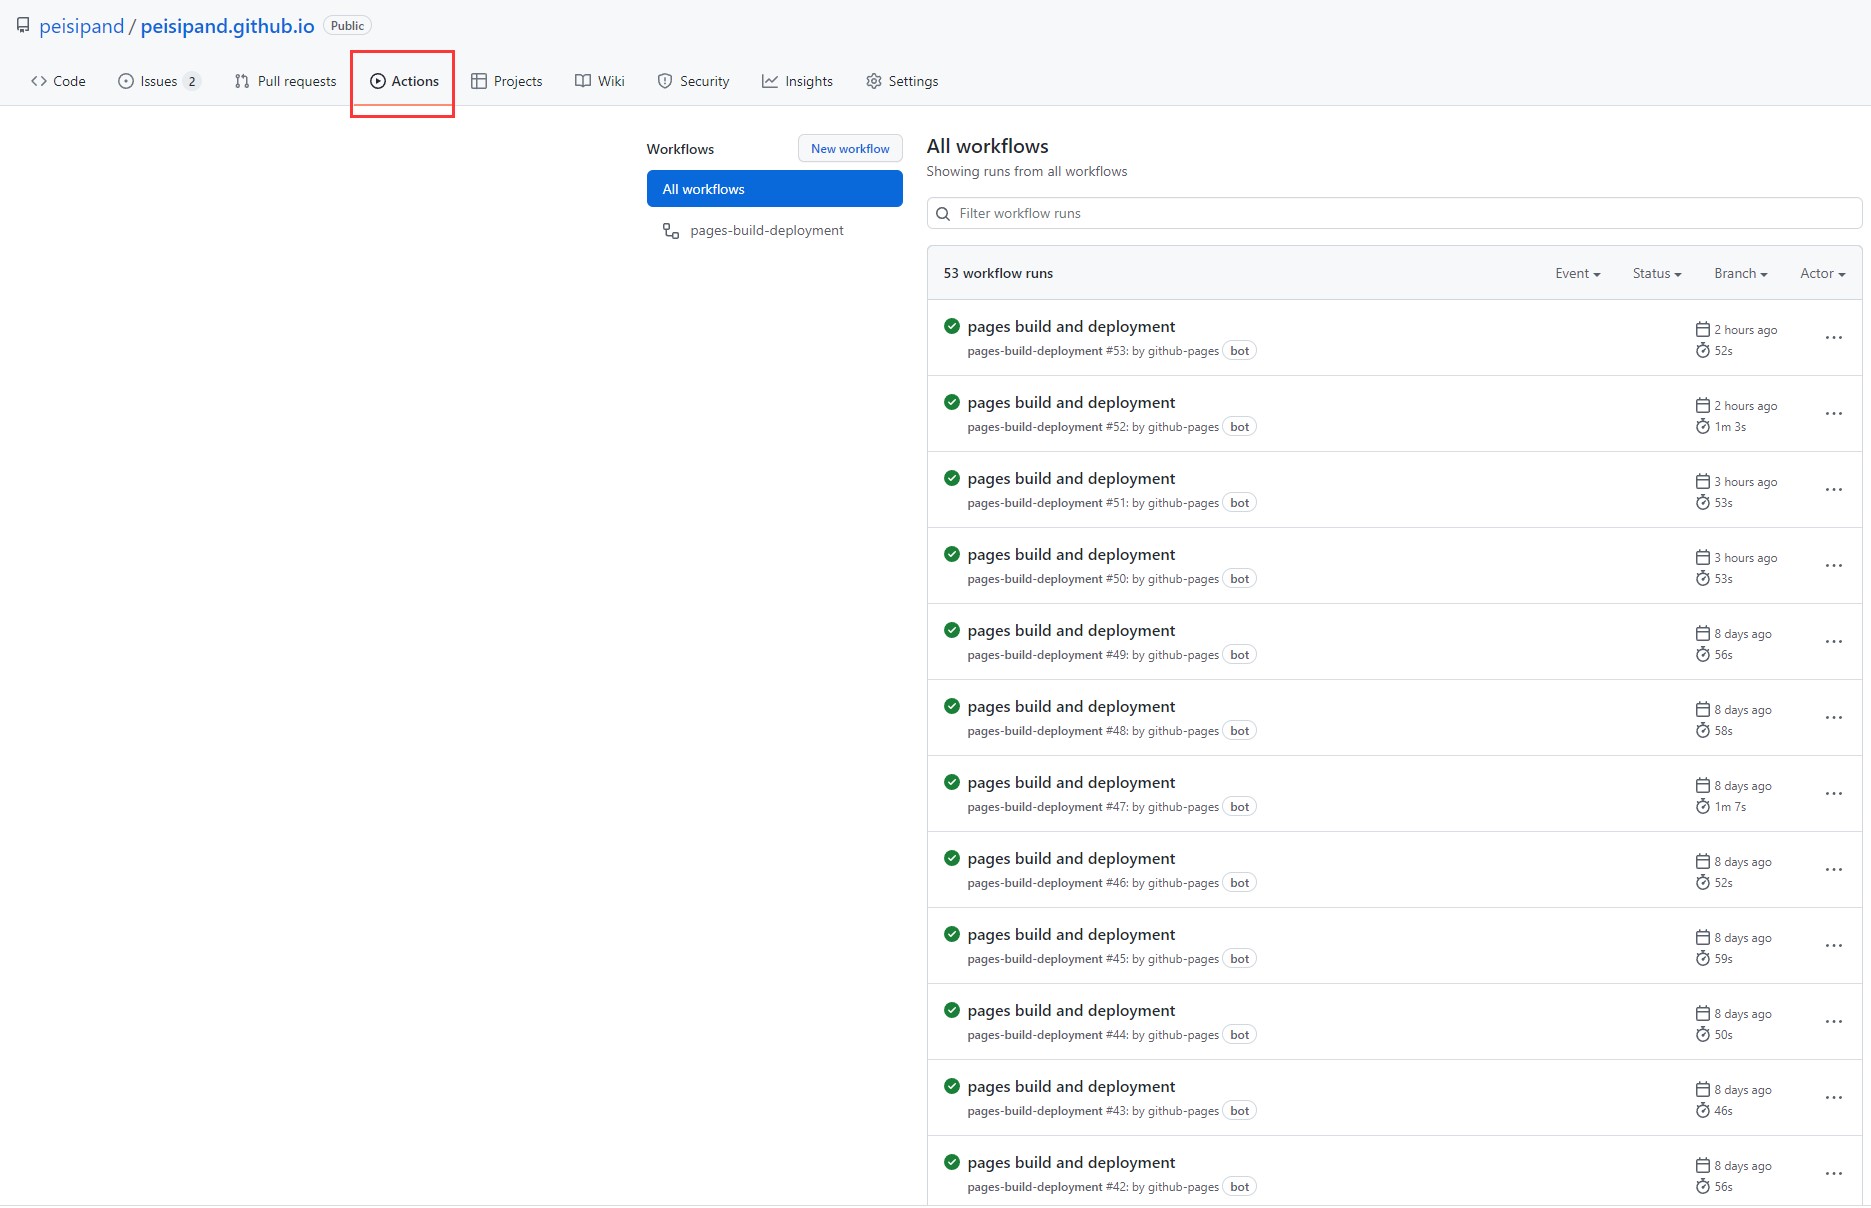 peisipand / peisipand.github.io Public
Code Issues 2 Pull requests Actions Projects Wiki Security Insights Settings
Workflows New workflow
All workflows
pages-build-deployment
All workflows
Showing runs from all workflows
Filter workflow runs
53 workflow runs Event Status Branch Actor
pages build and deployment
pages-build-deployment #53: by github-pages bot
2 hours ago
52s
pages build and deployment
pages-build-deployment #52: by github-pages bot
2 hours ago
1m 3s
pages build and deployment
pages-build-deployment #51: by github-pages bot
3 hours ago
53s
pages build and deployment
pages-build-deployment #50: by github-pages bot
3 hours ago
53s
pages build and deployment
pages-build-deployment #49: by github-pages bot
8 days ago
56s
pages build and deployment
pages-build-deployment #48: by github-pages bot
8 days ago
58s
pages build and deployment
pages-build-deployment #47: by github-pages bot
8 days ago
1m 7s
pages build and deployment
pages-build-deployment #46: by github-pages bot
8 days ago
52s
pages build and deployment
pages-build-deployment #45: by github-pages bot
8 days ago
59s
pages build and deployment
pages-build-deployment #44: by github-pages bot
8 days ago
50s
pages build and deployment
pages-build-deployment #43: by github-pages bot
8 days ago
46s
pages build and deployment
pages-build-deployment #42: by github-pages bot
8 days ago
56s